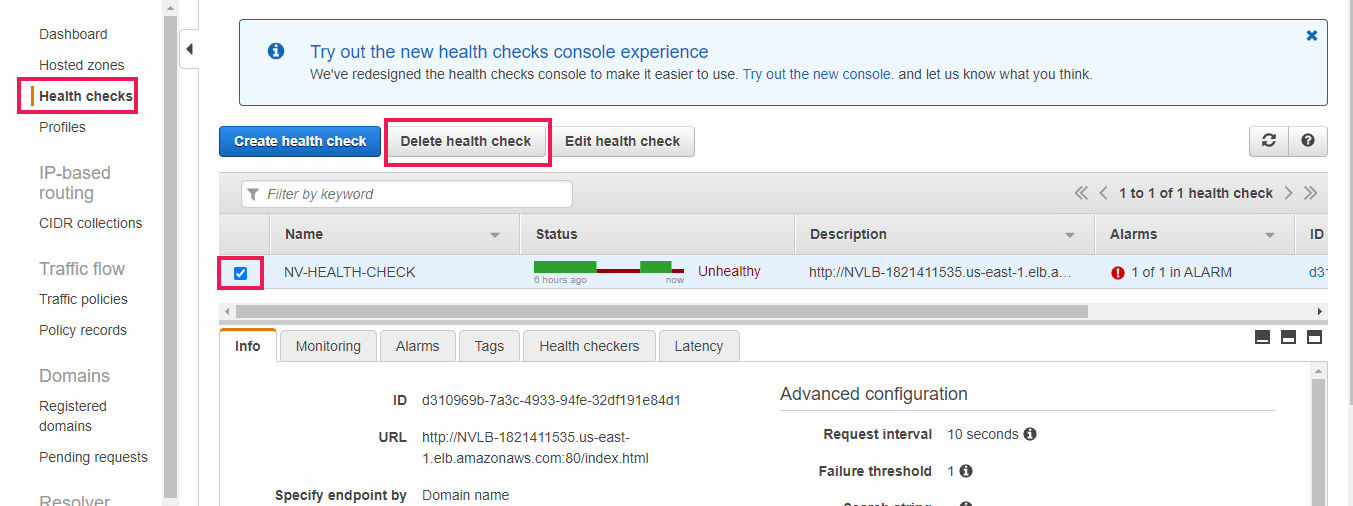 Dashboard
Hosted zones
Health checks
Profiles
IP-based
routing
CIDR collections
Traffic flow
Traffic policies
Policy records
Domains
Registered
domains
Pending requests
Resolver
Try out the new health checks console experience
We've redesigned the health checks console to make it easier to use. Try out the new console. and let us know what you think.
Create health check Delete health check Edit health check
Filter by keyword 1 to 1 of 1 health check
Name Status Description Alarms ID
NV-HEALTH-CHECK Unhealthy http://NVLB-1821411535.us-east-1.elb.a... 1 of 1 in ALARM d31
6 hours ago now
Info Monitoring Alarms Tags Health checkers Latency
ID d310969b-7a3c-4933-94fe-32df191e84d1
URL http://NVLB-1821411535.us-east-
1.elb.amazonaws.com:80/index.html
Specify endpoint by Domain name
Advanced configuration
Request interval 10 seconds
Failure threshold 1
Search string